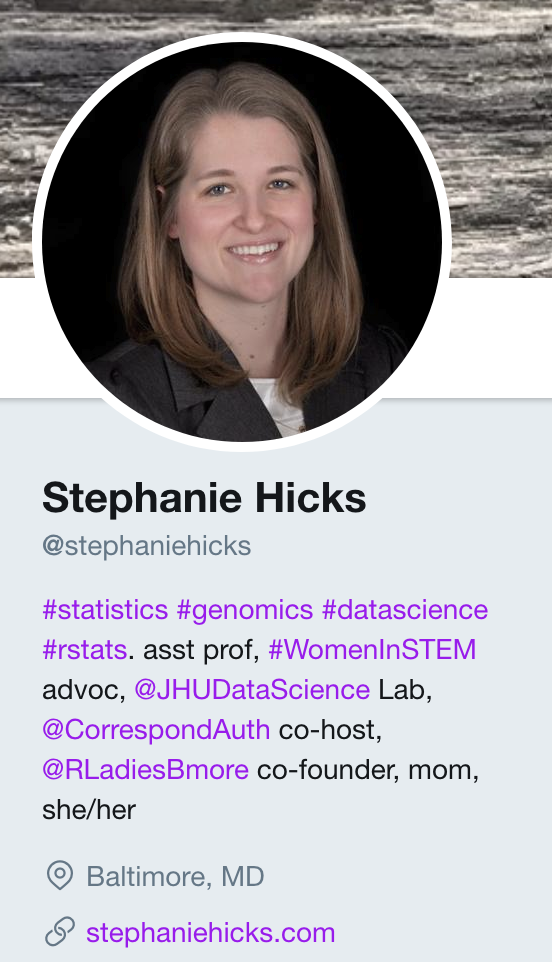 Stephanie Hicks
@stephaniehicks
#statistics #genomics #datascience
#rstats. asst prof, #WomenInSTEM
advoc, @JHUDataScience Lab,
@CorrespondAuth co-host,
@RLadiesBmore co-founder, mom,
she/her
Baltimore, MD
stephaniehicks.com